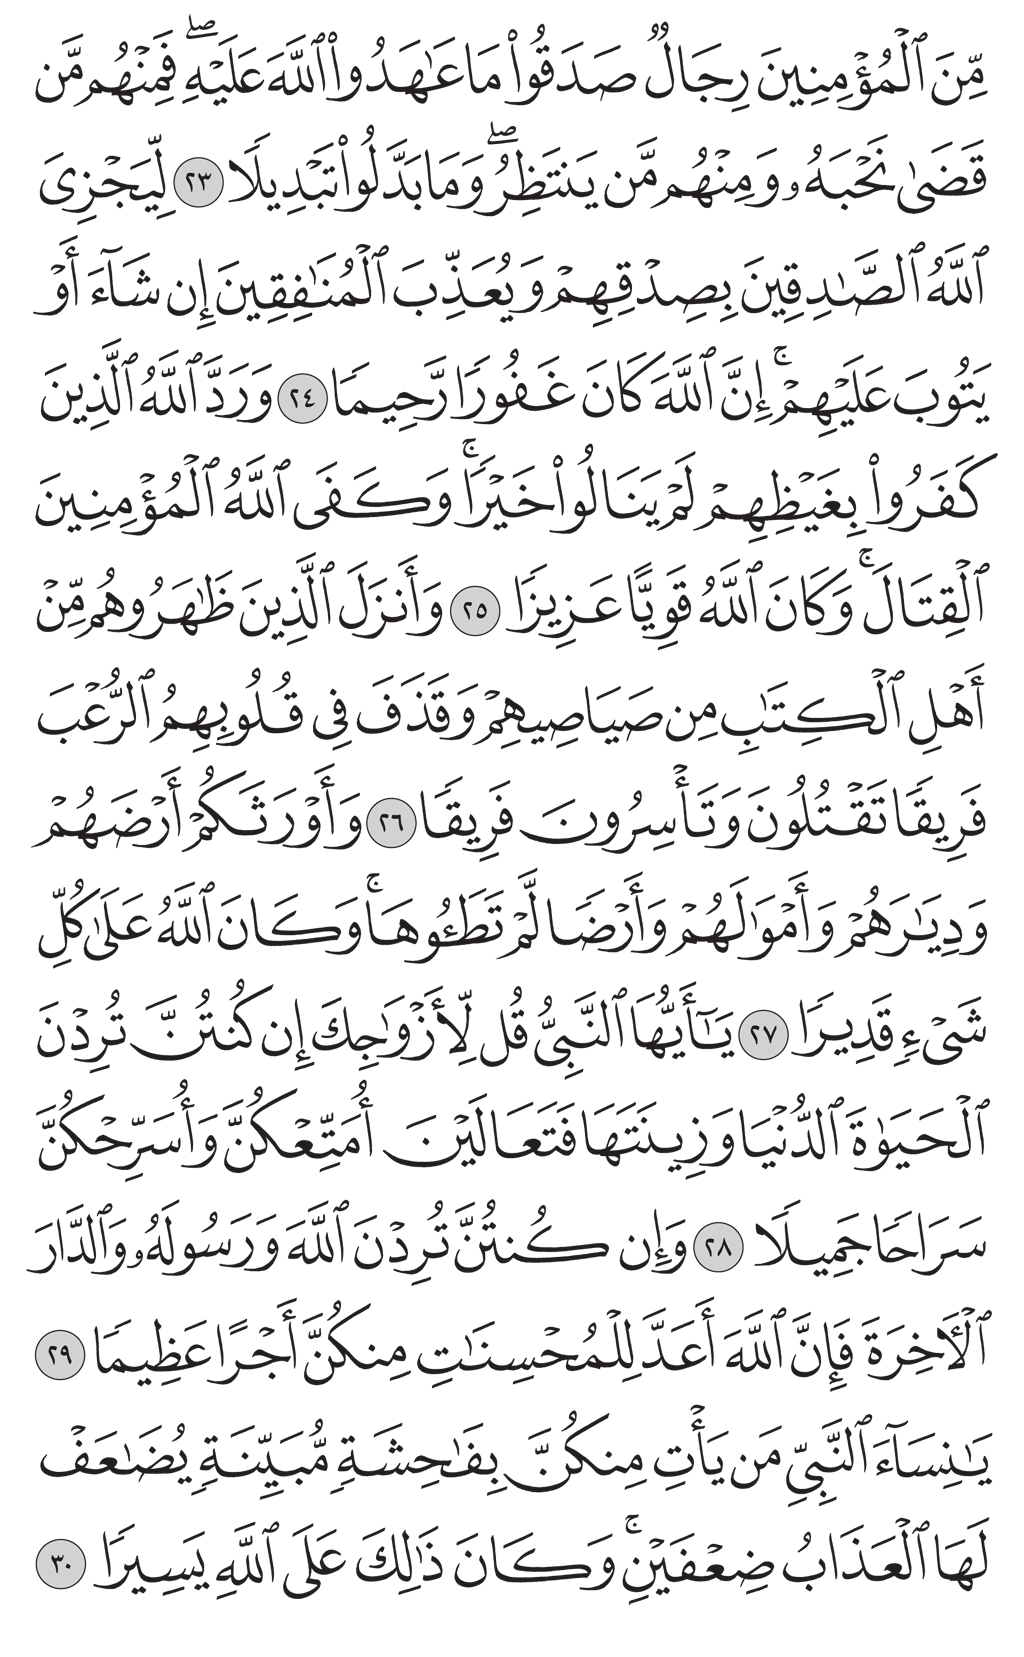 مِّنَ ٱلْمُؤْمِنِينَ رِجَالٌ صَدَقُوا۟ مَا عَـٰهَدُوا۟ ٱللَّهَ عَلَيْهِ ۖ فَمِنْهُم مَّن
قَضَىٰ نَحْبَهُۥ وَمِنْهُم مَّن يَنتَظِرُ ۖ وَمَا بَدَّلُوا۟ تَبْدِيلًا ٢٣ لِّيَجْزِىَ
ٱللَّهُ ٱلصَّـٰدِقِينَ بِصِدْقِهِمْ وَيُعَذِّبَ ٱلْمُنَـٰفِقِينَ إِن شَآءَ أَوْ
يَتُوبَ عَلَيْهِمْ ۚ إِنَّ ٱللَّهَ كَانَ غَفُورًا رَّحِيمًا ٢٤ وَرَدَّ ٱللَّهُ ٱلَّذِينَ
كَفَرُوا۟ بِغَيْظِهِمْ لَمْ يَنَالُوا۟ خَيْرًا ۚ وَكَفَى ٱللَّهُ ٱلْمُؤْمِنِينَ
ٱلْقِتَالَ ۚ وَكَانَ ٱللَّهُ قَوِيًّا عَزِيزًا ٢٥ وَأَنزَلَ ٱلَّذِينَ ظَـٰهَرُوهُم مِّنْ
أَهْلِ ٱلْكِتَـٰبِ مِن صَيَاصِيهِمْ وَقَذَفَ فِى قُلُوبِهِمُ ٱلرُّعْبَ
فَرِيقًا تَقْتُلُونَ وَتَأْسِرُونَ فَرِيقًا ٢٦ وَأَوْرَثَكُمْ أَرْضَهُمْ
وَدِيَـٰرَهُمْ وَأَمْوَٰلَهُمْ وَأَرْضًا لَّمْ تَطَـُٔوهَا ۚ وَكَانَ ٱللَّهُ عَلَىٰ كُلِّ
شَىْءٍ قَدِيرًا ٢٧ يَـٰٓأَيُّهَا ٱلنَّبِىُّ قُل لِّأَزْوَٰجِكَ إِن كُنتُنَّ تُرِدْنَ
ٱلْحَيَوٰةَ ٱلدُّنْيَا وَزِينَتَهَا فَتَعَالَيْنَ أُمَتِّعْكُنَّ وَأُسَرِّحْكُنَّ
سَرَاحًا جَمِيلًا ٢٨ وَإِن كُنتُنَّ تُرِدْنَ ٱللَّهَ وَرَسُولَهُۥ وَٱلدَّارَ
ٱلْـَٔاخِرَةَ فَإِنَّ ٱللَّهَ أَعَدَّ لِلْمُحْسِنَـٰتِ مِنكُنَّ أَجْرًا عَظِيمًا ٢٩
يَـٰنِسَآءَ ٱلنَّبِىِّ مَن يَأْتِ مِنكُنَّ بِفَـٰحِشَةٍ مُّبَيِّنَةٍ يُضَـٰعَفْ
لَهَا ٱلْعَذَابُ ضِعْفَيْنِ ۚ وَكَانَ ذَٰلِكَ عَلَى ٱللَّهِ يَسِيرًا ٣٠